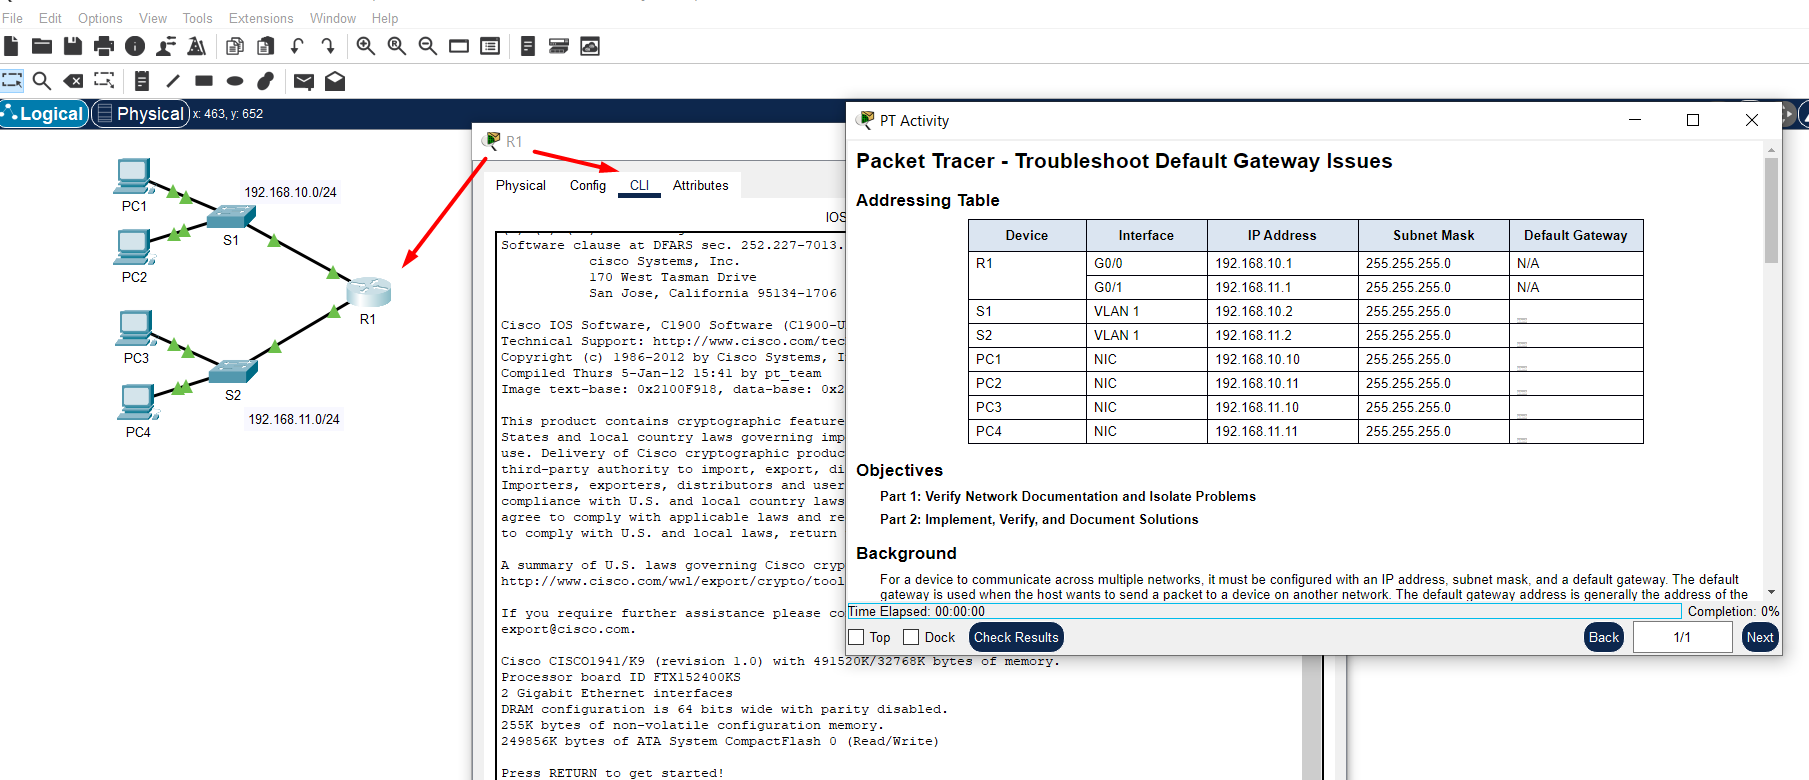 File Edit Options View Tools Extensions Window Help
Logical Physical x: 463, y: 652
PC1
192.168.10.0/24
S1
PC2
R1
PC3
S2
192.168.11.0/24
PC4
R1
Physical Config CLI Attributes
IOS
Software clause at DFARS sec. 252.227-7013.
cisco Systems, Inc.
170 West Tasman Drive
San Jose, California 95134-1706
Cisco IOS Software, C1900 Software (C1900-U
Technical Support: http://www.cisco.com/tec
Copyright (c) 1986-2012 by Cisco Systems, I
Compiled Thurs 5-Jan-12 15:41 by pt_team
Image text-base: 0x2100F918, data-base: 0x2
This product contains cryptographic feature
States and local country laws governing imp
use. Delivery of Cisco cryptographic produc
third-party authority to import, export, di
Importers, exporters, distributors and user
compliance with U.S. and local country laws
agree to comply with applicable laws and re
to comply with U.S. and local laws, return
A summary of U.S. laws governing Cisco cryp
http://www.cisco.com/wwl/export/crypto/tool
If you require further assistance please co
export@cisco.com.
Cisco CISCO1941/K9 (revision 1.0) with 491520K/32768K bytes of memory.
Processor board ID FTX152400KS
2 Gigabit Ethernet interfaces
DRAM configuration is 64 bits wide with parity disabled.
255K bytes of non-volatile configuration memory.
249856K bytes of ATA System CompactFlash 0 (Read/Write)
Press RETURN to get started!
PT Activity
Packet Tracer - Troubleshoot Default Gateway Issues
Addressing Table
Device Interface IP Address Subnet Mask Default Gateway
R1 G0/0 192.168.10.1 255.255.255.0 N/A
G0/1 192.168.11.1 255.255.255.0 N/A
S1 VLAN 1 192.168.10.2 255.255.255.0
S2 VLAN 1 192.168.11.2 255.255.255.0
PC1 NIC 192.168.10.10 255.255.255.0
PC2 NIC 192.168.10.11 255.255.255.0
PC3 NIC 192.168.11.10 255.255.255.0
PC4 NIC 192.168.11.11 255.255.255.0
Objectives
Part 1: Verify Network Documentation and Isolate Problems
Part 2: Implement, Verify, and Document Solutions
Background
For a device to communicate across multiple networks, it must be configured with an IP address, subnet mask, and a default gateway. The default
gateway is used when the host wants to send a packet to a device on another network. The default gateway address is generally the address of the
Time Elapsed: 00:00:00 Completion: 0%
Top Dock Check Results Back 1/1 Next